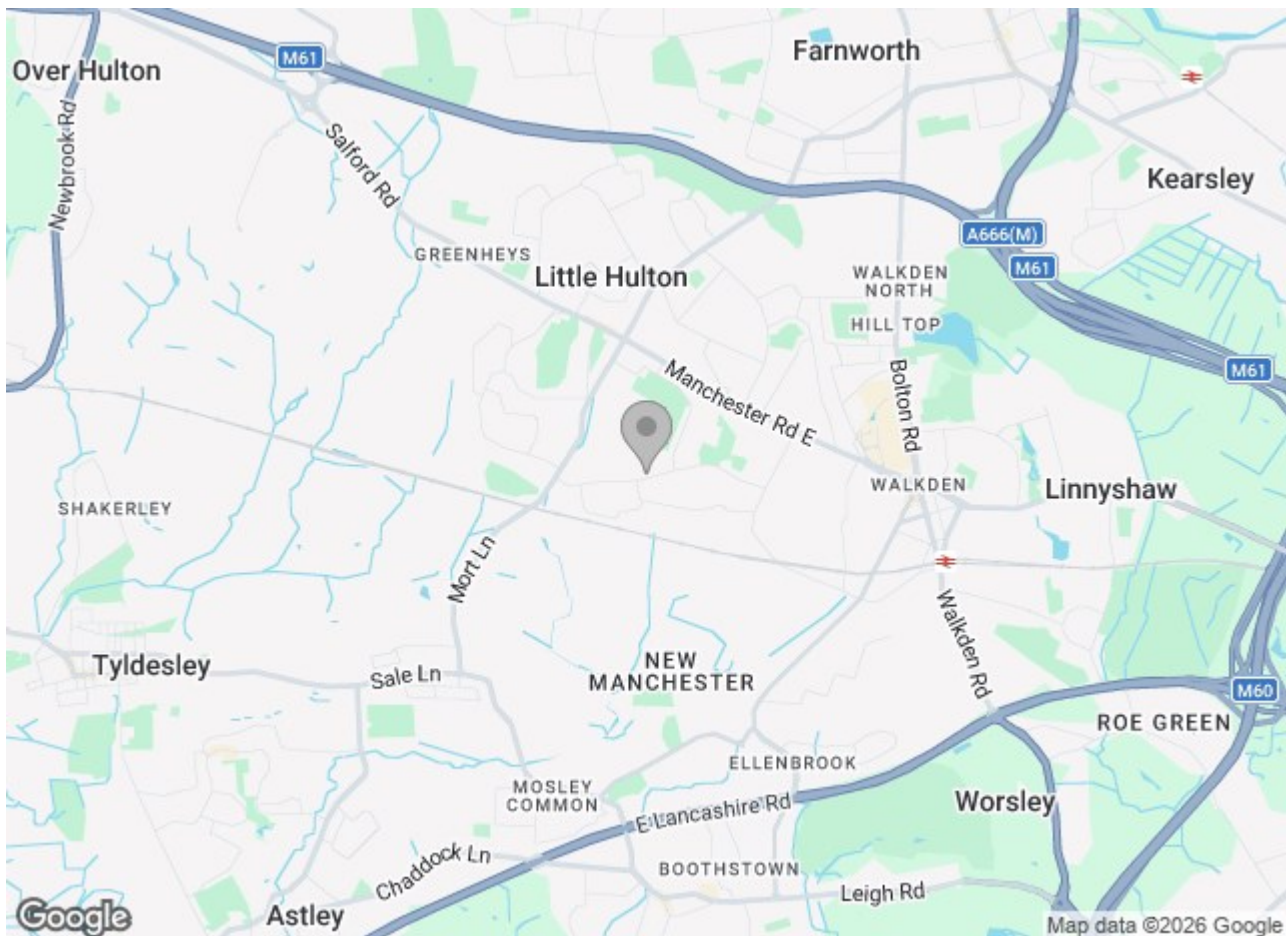 M61
Farnworth
Over Hulton
Newbrook Rd
Salford Rd
Kearsley
A666(M)
GREENHEYS
M61
Little Hulton
WALKDEN
NORTH
HILL TOP
M61
Manchester Rd E
Bolton Rd
WALKDEN
Linnyshaw
SHAKERLEY
Mort Ln
Walkden Rd
Tyldesley
Sale Ln
NEW
MANCHESTER
M60
ROE GREEN
ELLENBROOK
MOSLEY
COMMON
E Lancashire Rd
Worsley
Chaddock Ln
BOOTHSTOWN
Leigh Rd
Astley
Google
Map data ©2026 Google